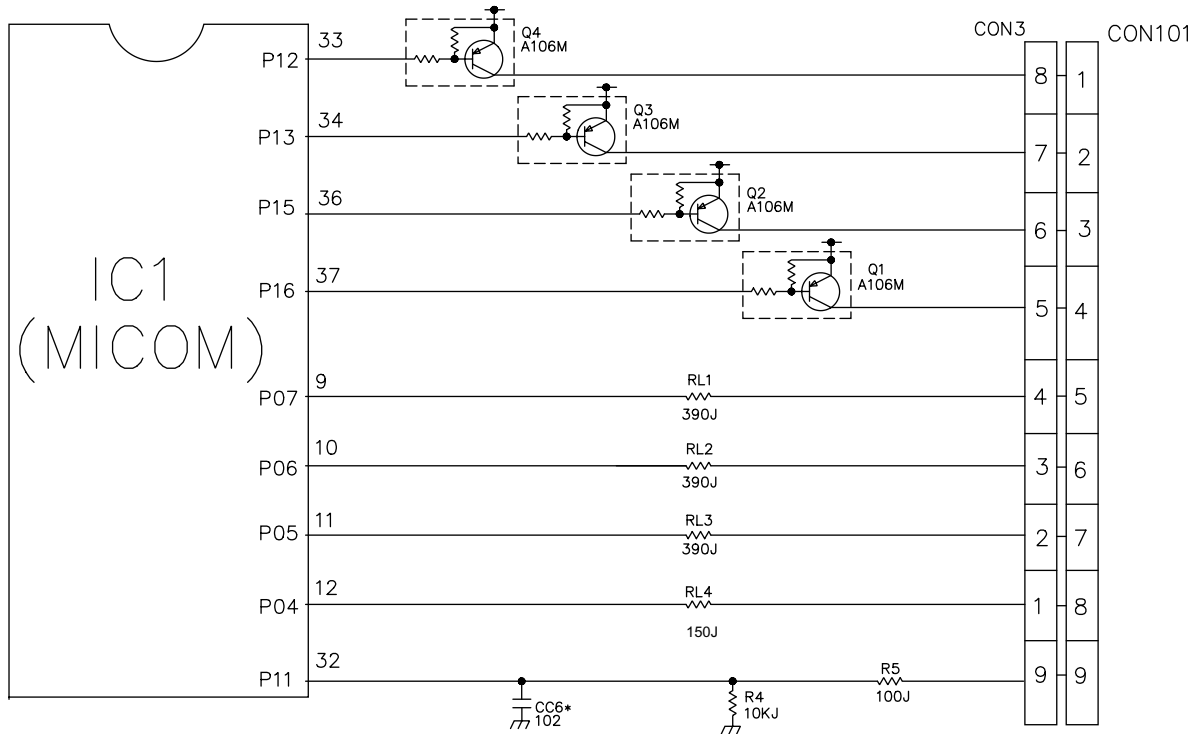 CON3
CON101
33
Q4
A106M
P12
8
1
34
Q3
A106M
P13
7
2
36
Q2
A106M
P15
6
3
37
Q1
A106M
P16
5
4
IC1
(MICOM)
9
RL1
P07
390J
4
5
10
RL2
P06
390J
3
6
11
RL3
P05
390J
2
7
12
RL4
P04
150J
1
8
32
R5
P11
100J
9
9
CC6*
102
R4
10KJ